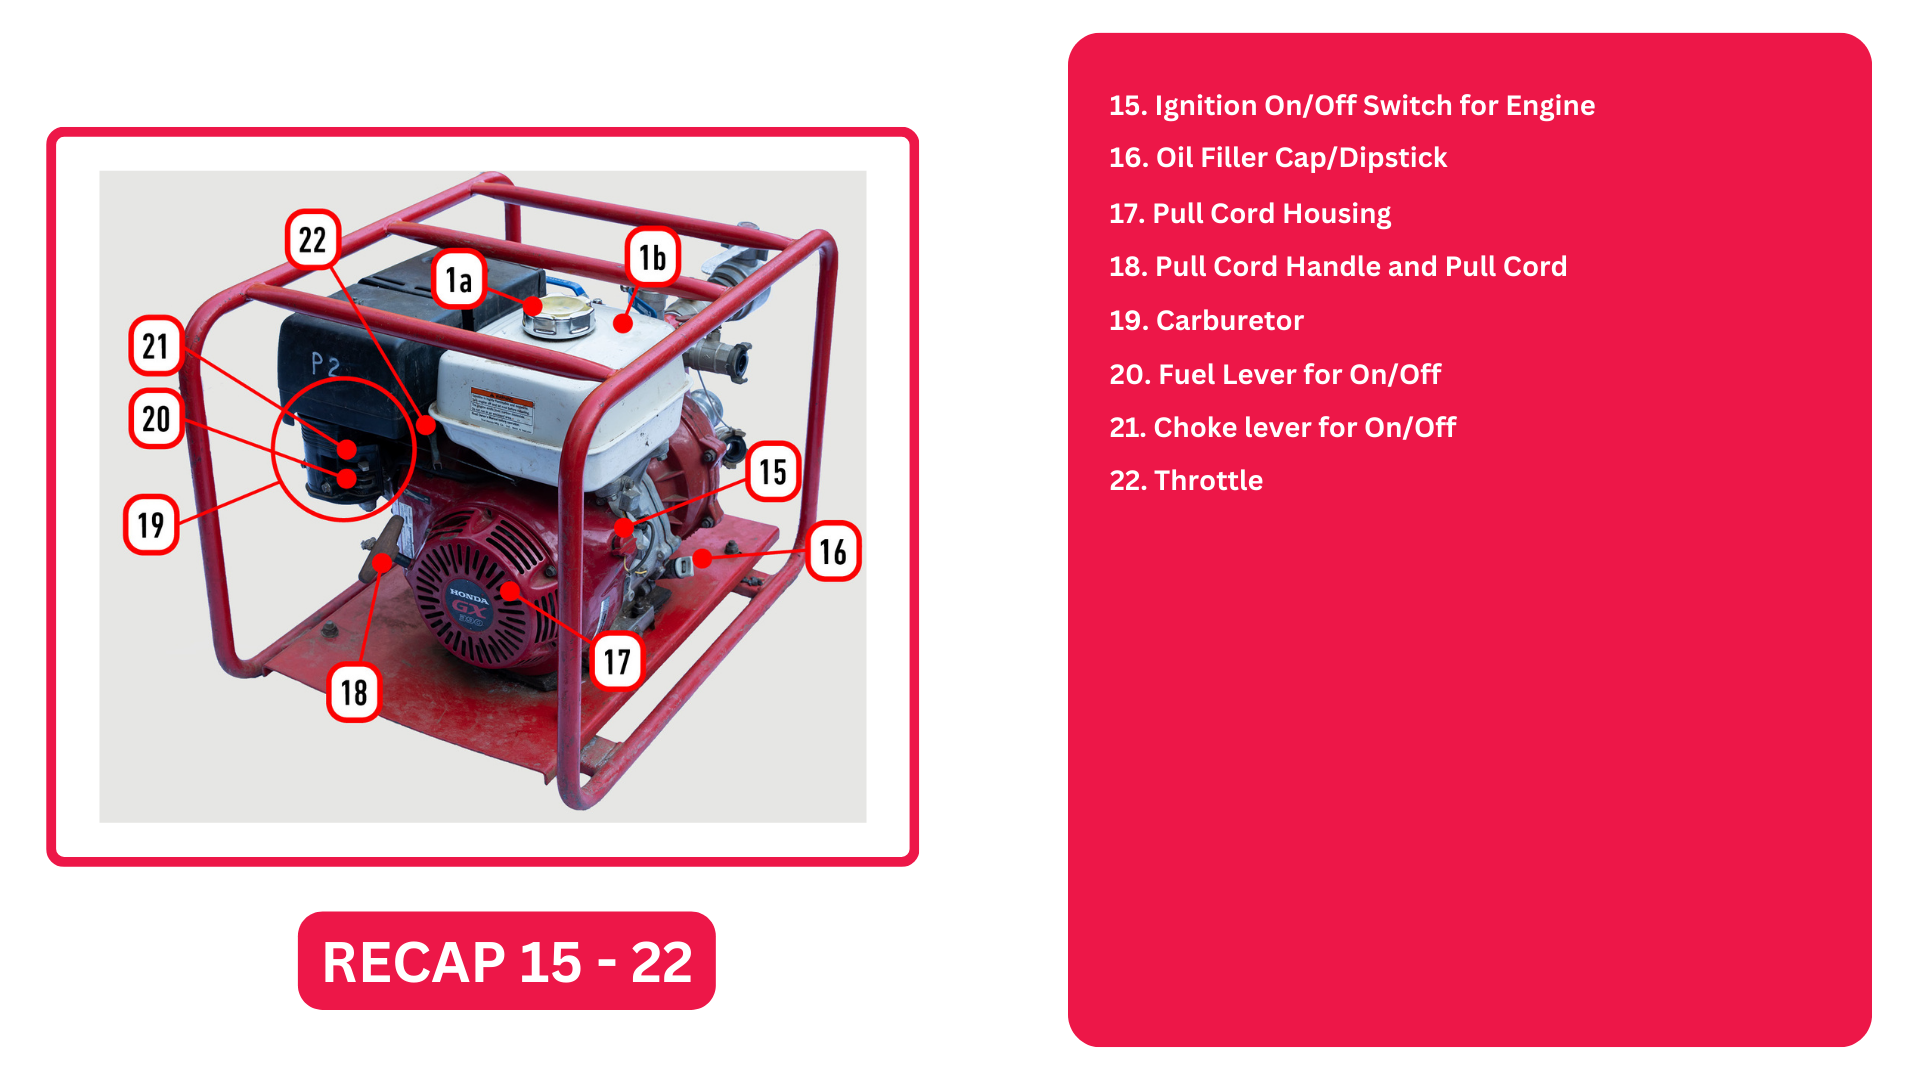 22
1a
1b
21
P2
20
15
19
16
HONDA
GX
390
17
18
RECAP 15 - 22
15. Ignition On/Off Switch for Engine
16. Oil Filler Cap/Dipstick
17. Pull Cord Housing
18. Pull Cord Handle and Pull Cord
19. Carburetor
20. Fuel Lever for On/Off
21. Choke lever for On/Off
22. Throttle